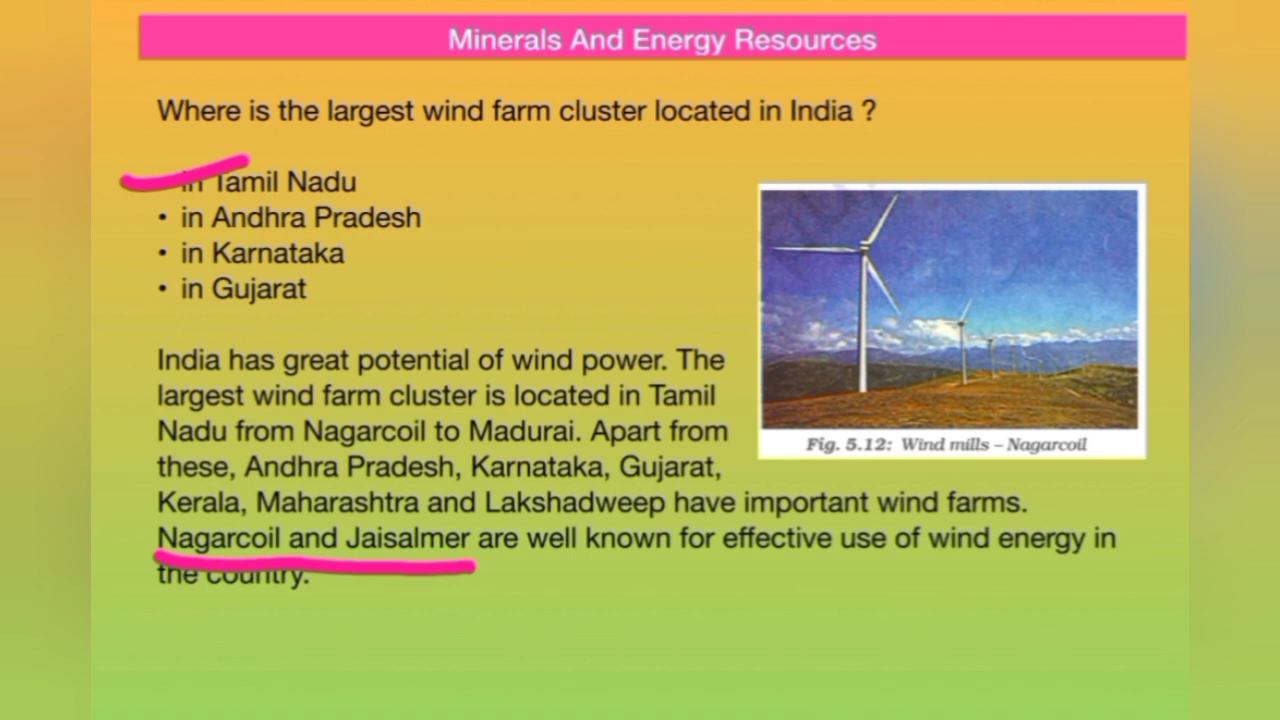 Minerals And Energy Resources
Where is the largest wind farm cluster located in India ?
in Tamil Nadu
• in Andhra Pradesh
• in Karnataka
• in Gujarat
India has great potential of wind power. The
largest wind farm cluster is located in Tamil
Nadu from Nagarcoil to Madurai. Apart from
these, Andhra Pradesh, Karnataka, Gujarat,
Kerala, Maharashtra and Lakshadweep have important wind farms.
Nagarcoil and Jaisalmer are well known for effective use of wind energy in
the country.
Fig. 5.12: Wind mills – Nagarcoil